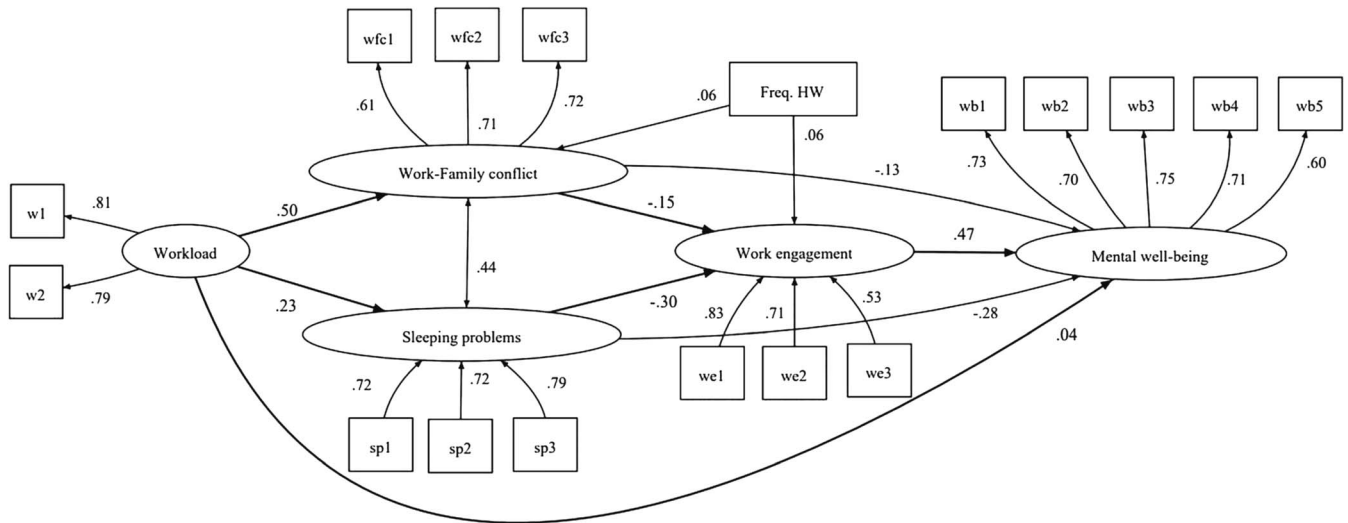 wfc1
wfc2
wfc3
.61
.71
.72
.06
Freq. HW
.06
wb1
wb2
wb3
wb4
wb5
.73
.70
.75
.71
.60
Work-Family conflict
-.13
w1
.81
.50
-.15
Workload
Work engagement
.47
Mental well-being
w2
.79
.44
.23
-.30
.83
.71
.53
-.28
Sleeping problems
.04
we1
we2
we3
.72
.72
.79
sp1
sp2
sp3